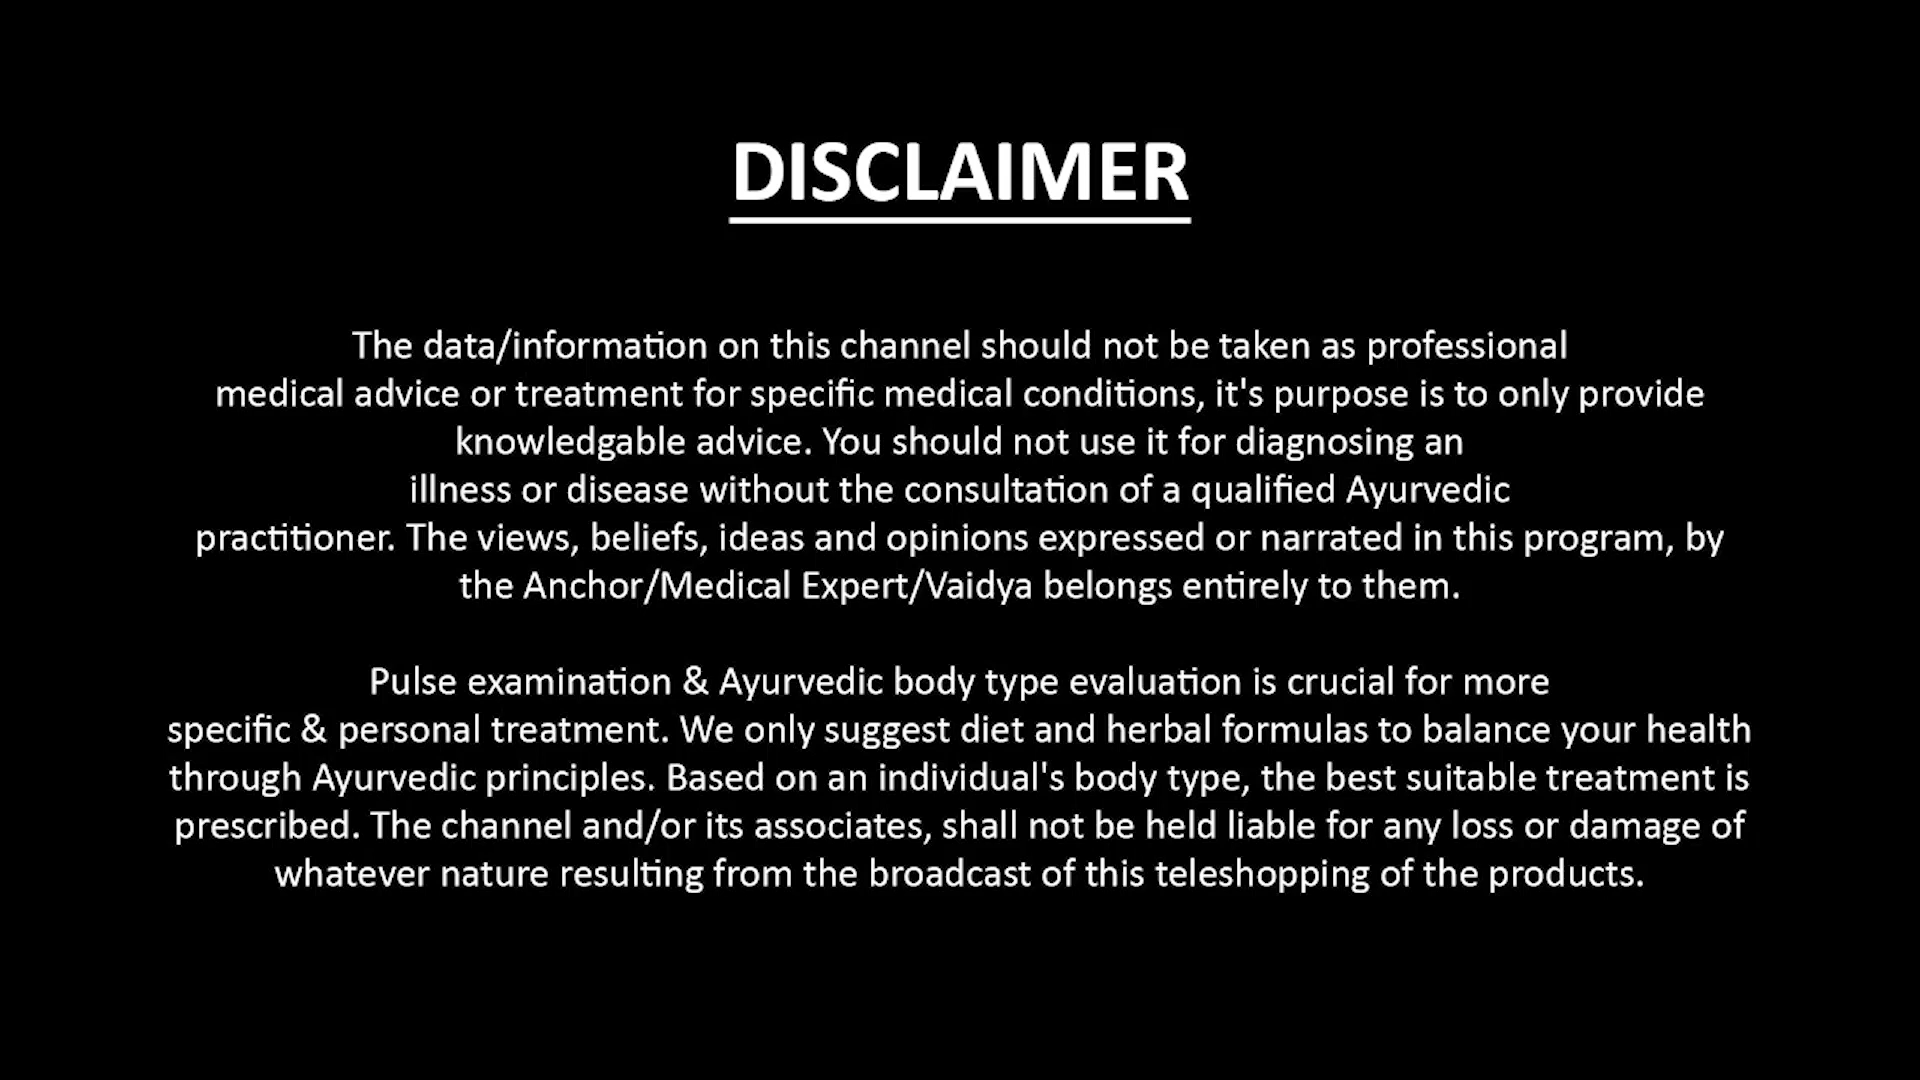 DISCLAIMER
The data/information on this channel should not be taken as professional
medical advice or treatment for specific medical conditions, it's purpose is to only provide
knowledgable advice. You should not use it for diagnosing an
illness or disease without the consultation of a qualified Ayurvedic
practitioner. The views, beliefs, ideas and opinions expressed or narrated in this program, by
the Anchor/Medical Expert/Vaidya belongs entirely to them.
Pulse examination & Ayurvedic body type evaluation is crucial for more
specific & personal treatment. We only suggest diet and herbal formulas to balance your health
through Ayurvedic principles. Based on an individual's body type, the best suitable treatment is
prescribed. The channel and/or its associates, shall not be held liable for any loss or damage of
whatever nature resulting from the broadcast of this teleshopping of the products.